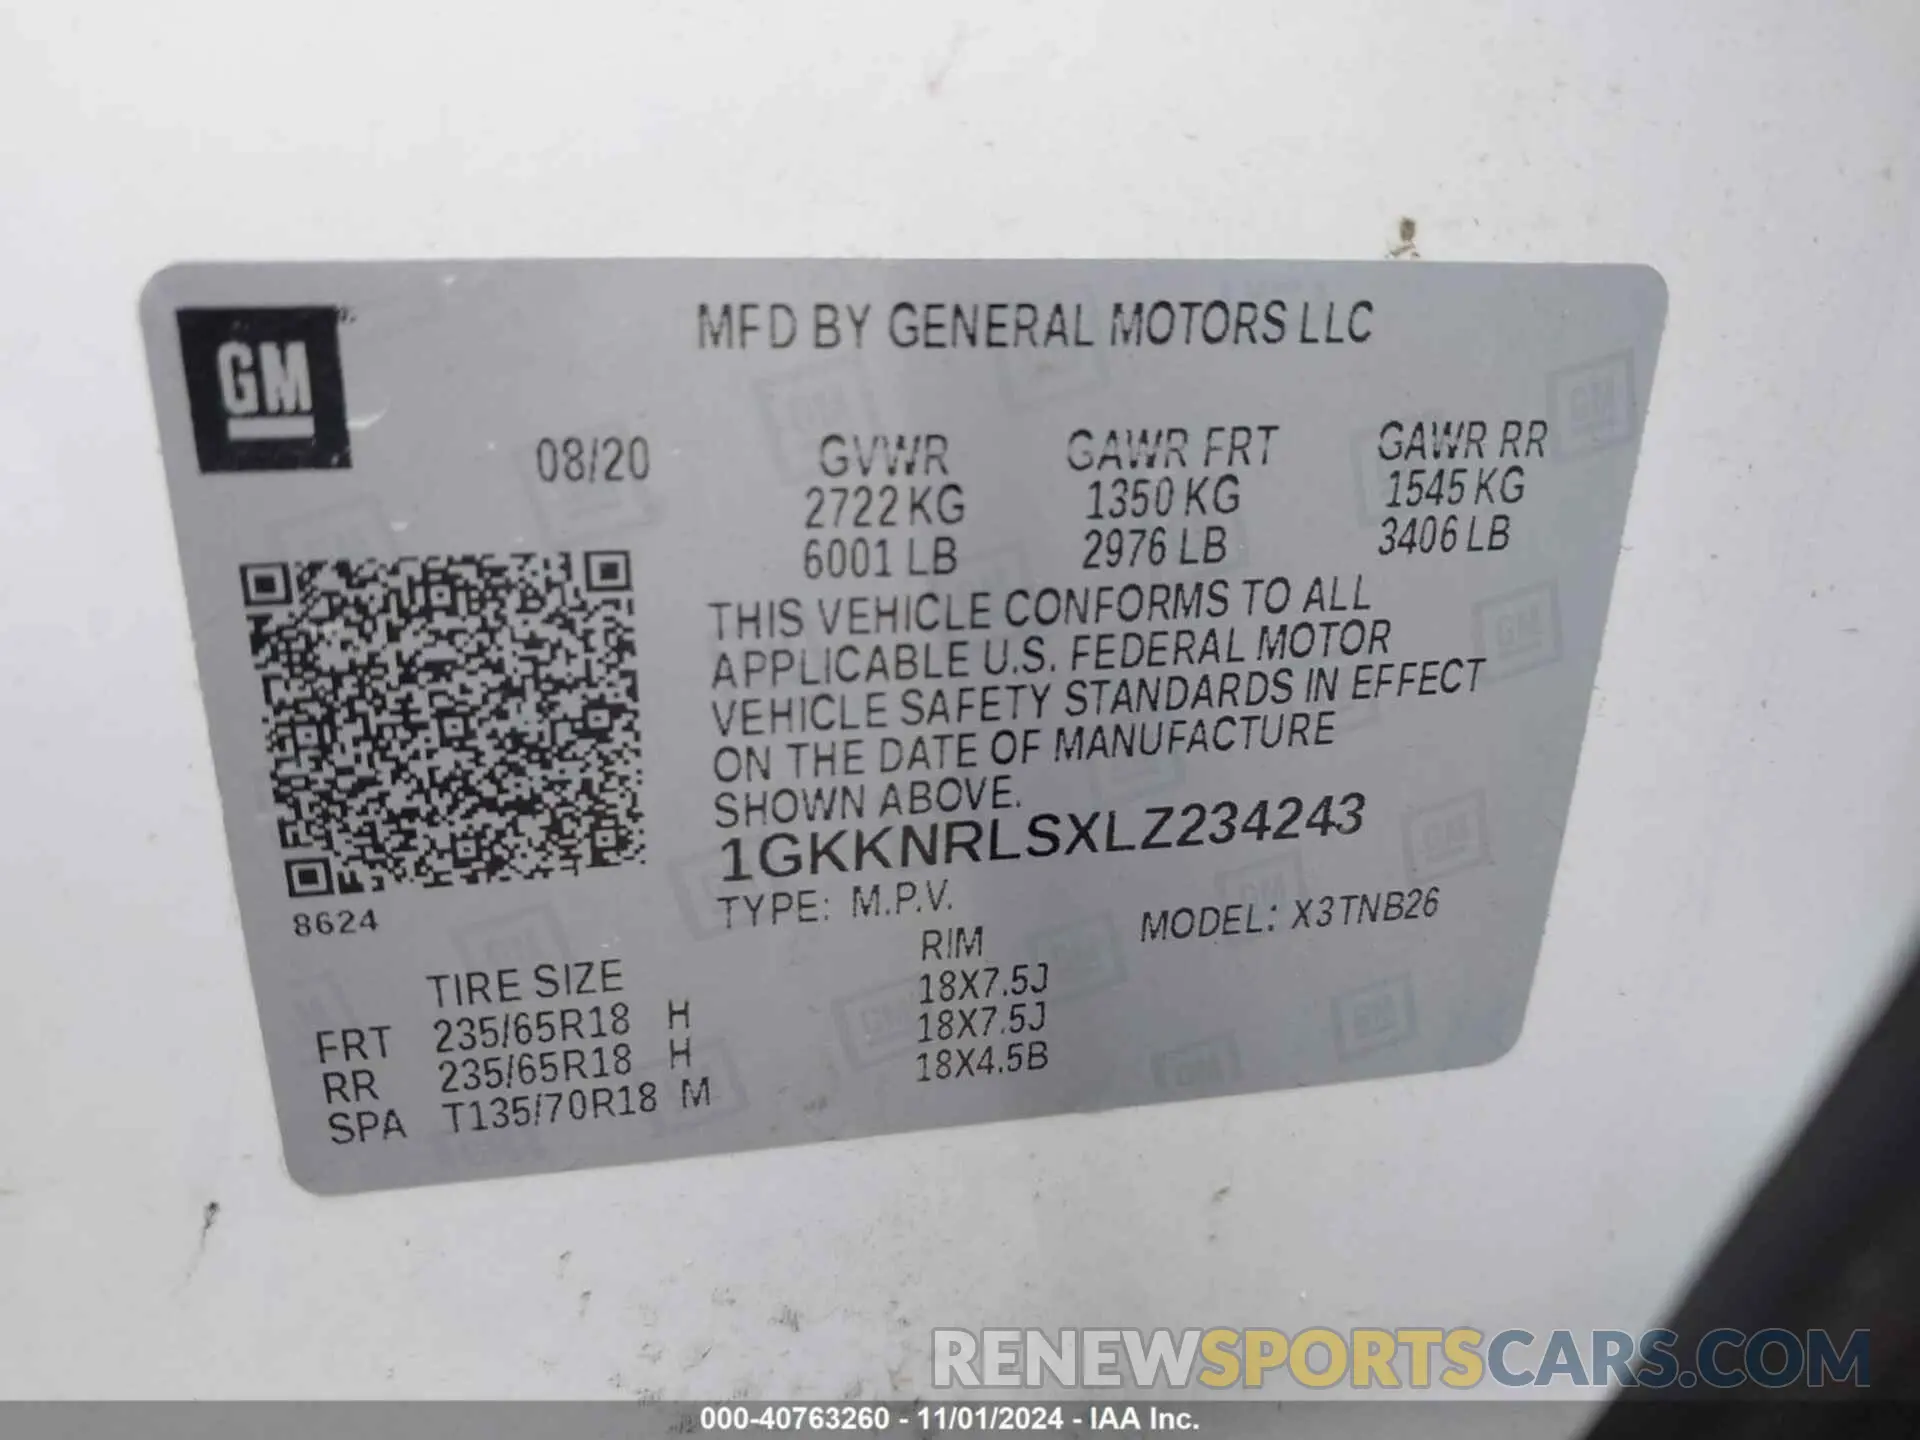 MFD BY GENERAL MOTORS LLC
GM
08/20
GVWR GAWR FRT GAWR RR
2722 KG 1350 KG 1545 KG
6001 LB 2976 LB 3406 LB
THIS VEHICLE CONFORMS TO ALL
APPLICABLE U.S. FEDERAL MOTOR
VEHICLE SAFETY STANDARDS IN EFFECT
ON THE DATE OF MANUFACTURE
SHOWN ABOVE.
1GKKNRLSXLZ234243
8624
TYPE: M.P.V. MODEL: X3TNB26
TIRE SIZE RIM
FRT 235/65R18 H 18X7.5J
RR 235/65R18 H 18X7.5J
SPA T135/70R18 M 18X4.5B
RENEWSPORTSCARS.COM
000-40763260 - 11/01/2024 - IAA Inc.